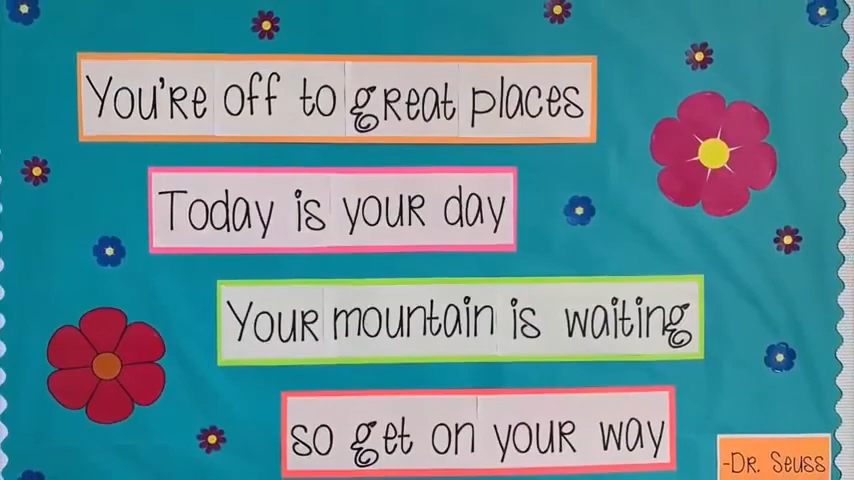 You're off to great places
Today is your day
Your mountain is waiting
so get on your way
-Dr. Seuss